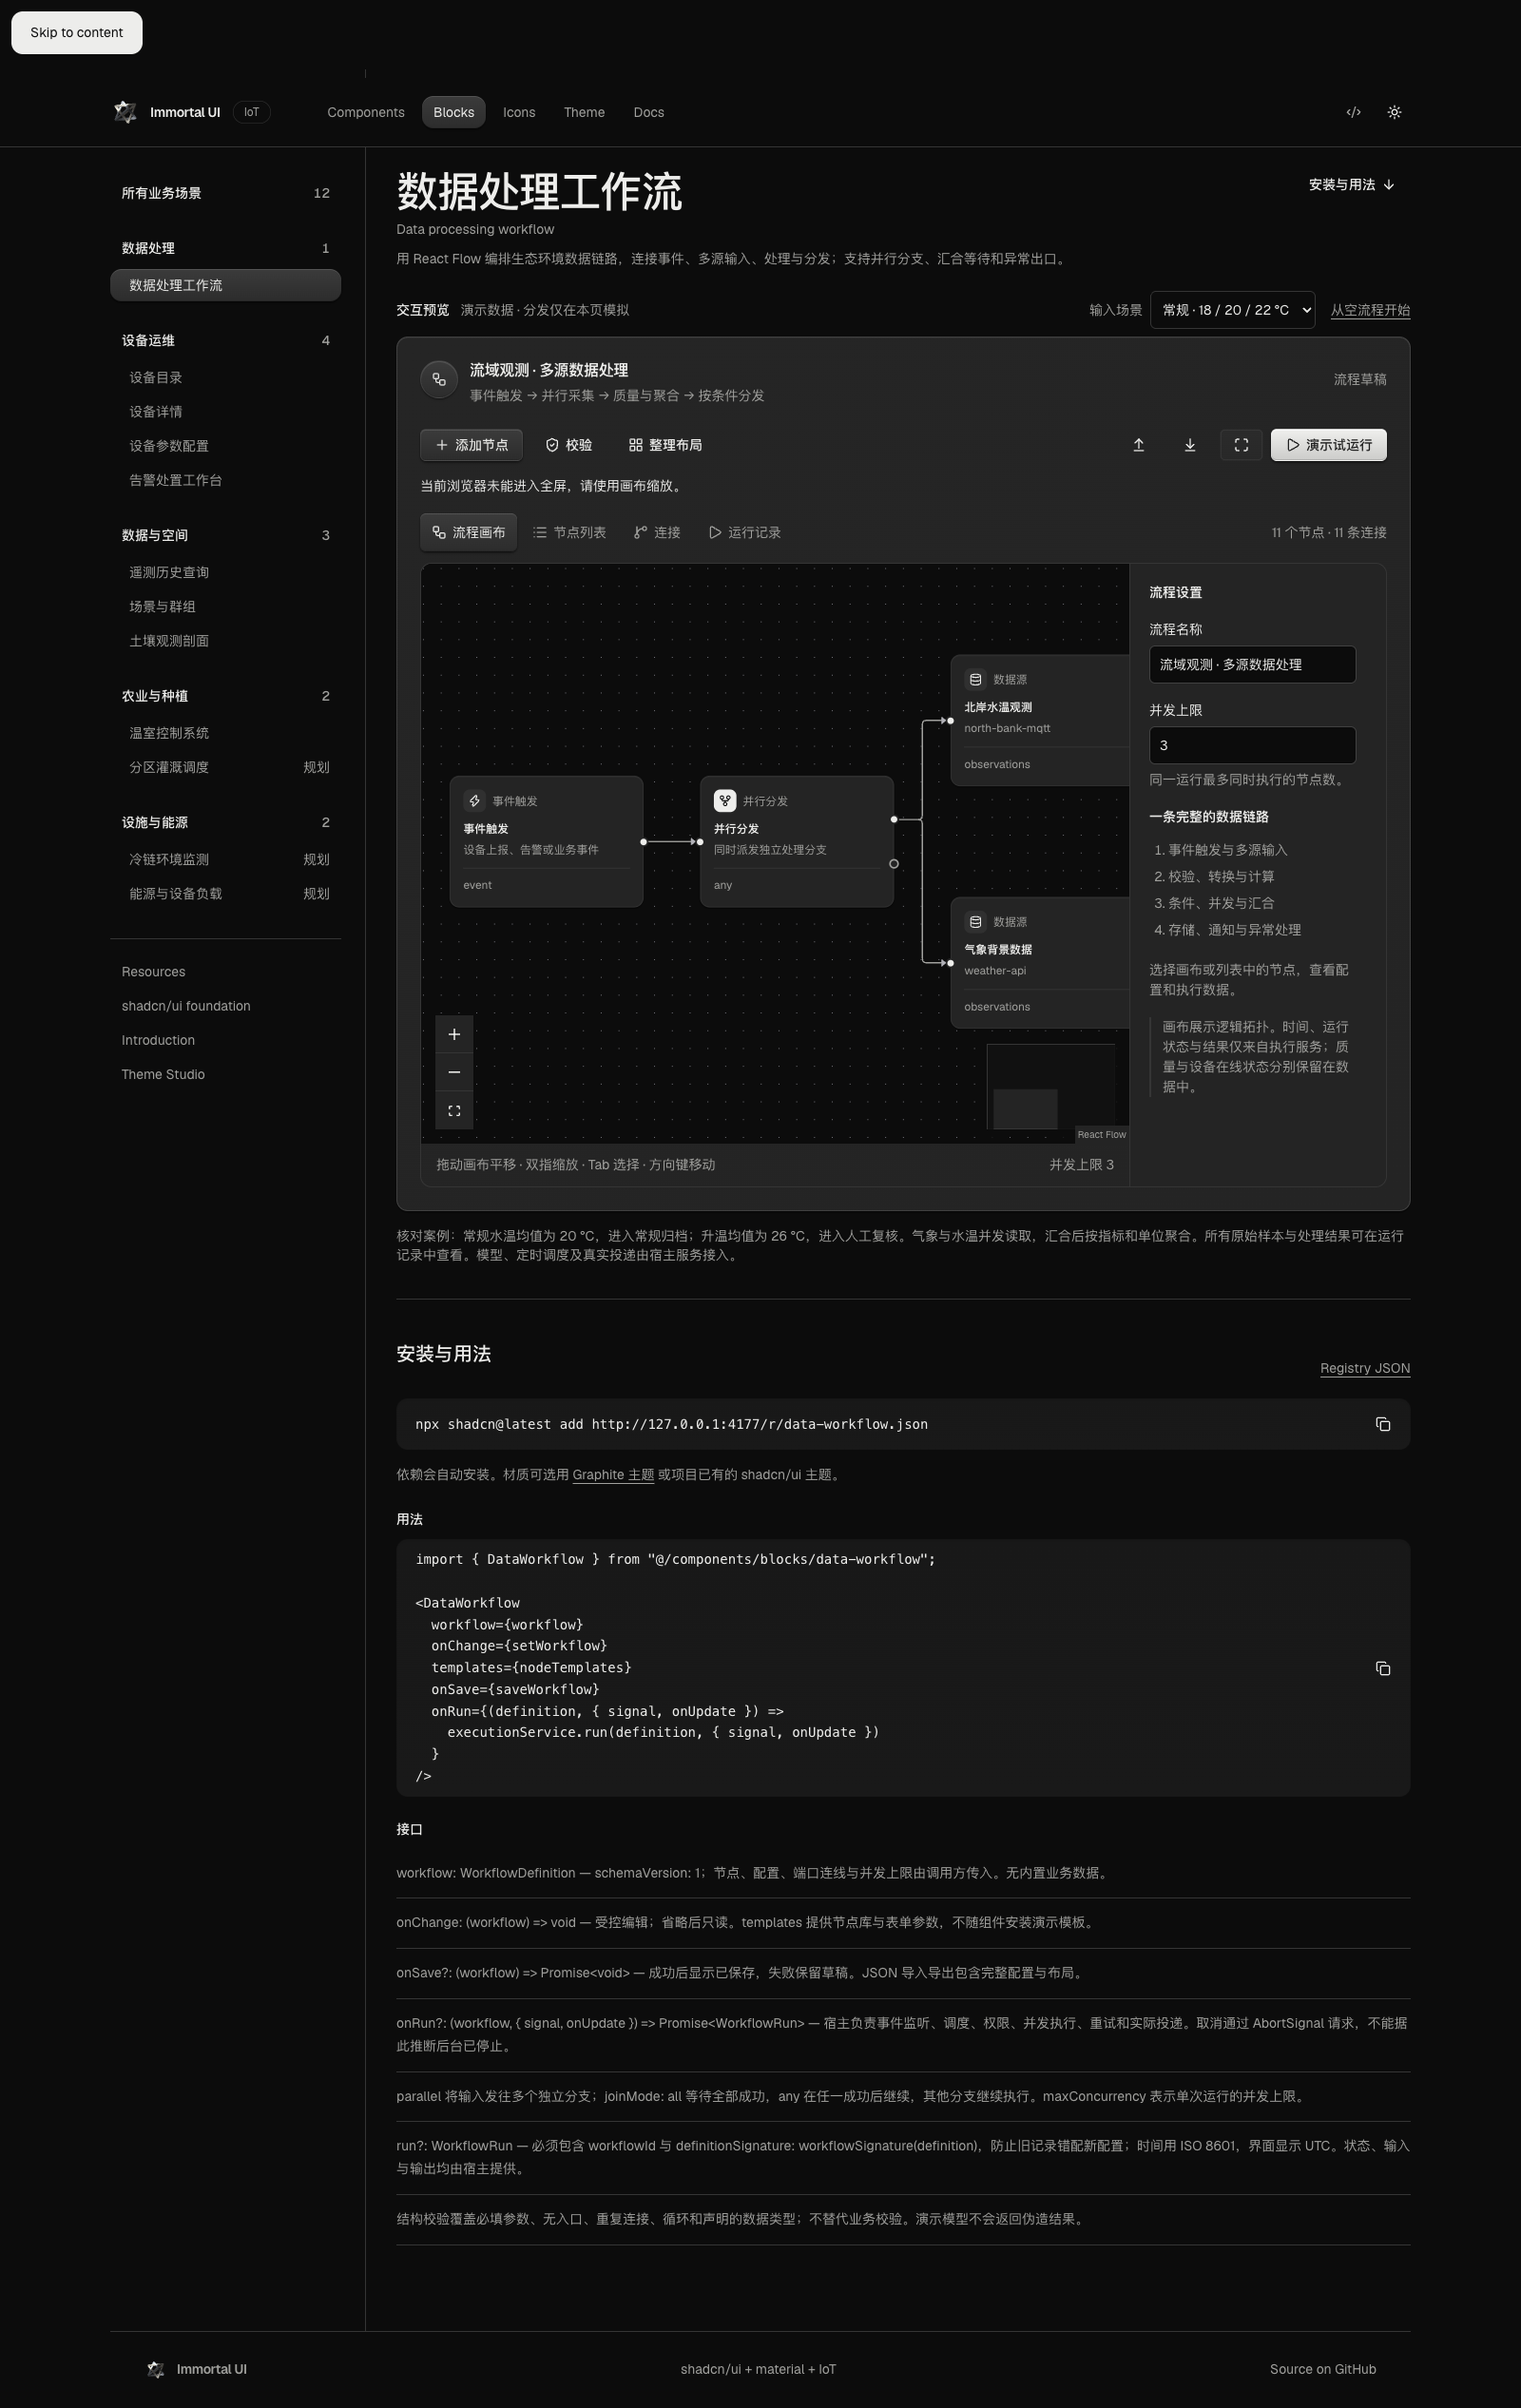 Skip to content
Immortal UI
IoT
Components
Blocks
Icons
Theme
Docs
所有业务场景 12
数据处理 1
数据处理工作流
设备运维 4
设备目录
设备详情
设备参数配置
告警处置工作台
数据与空间 3
遥测历史查询
场景与群组
土壤观测剖面
农业与种植 2
温室控制系统
分区灌溉调度 规划
设施与能源 2
冷链环境监测 规划
能源与设备负载 规划
Resources
shadcn/ui foundation
Introduction
Theme Studio
数据处理工作流
安装与用法
Data processing workflow
用 React Flow 编排生态环境数据链路，连接事件、多源输入、处理与分发；支持并行分支、汇合等待和异常出口。
交互预览 演示数据 · 分发仅在本页模拟
输入场景 常规 · 18 / 20 / 22 °C 从空流程开始
流域观测 · 多源数据处理
事件触发 → 并行采集 → 质量与聚合 → 按条件分发
流程草稿
添加节点 校验 整理布局 演示试运行
当前浏览器未能进入全屏，请使用画布缩放。
流程画布 节点列表 连接 运行记录 11 个节点 · 11 条连接
事件触发
事件触发
设备上报、告警或业务事件
event
并行分发
并行分发
同时派发独立处理分支
any
数据源
北岸水温观测
north-bank-mqtt
observations
数据源
气象背景数据
weather-api
observations
React Flow
拖动画布平移 · 双指缩放 · Tab 选择 · 方向键移动 并发上限 3
流程设置
流程名称
流域观测 · 多源数据处理
并发上限
3
同一运行最多同时执行的节点数。
一条完整的数据链路
1. 事件触发与多源输入
2. 校验、转换与计算
3. 条件、并发与汇合
4. 存储、通知与异常处理
选择画布或列表中的节点，查看配
置和执行数据。
画布展示逻辑拓扑。时间、运行
状态与结果仅来自执行服务；质
量与设备在线状态分别保留在数
据中。
核对案例：常规水温均值为 20 °C，进入常规归档；升温均值为 26 °C，进入人工复核。气象与水温并发读取，汇合后按指标和单位聚合。所有原始样本与处理结果可在运行
记录中查看。模型、定时调度及真实投递由宿主服务接入。
安装与用法
Registry JSON
npx shadcn@latest add http://127.0.0.1:4177/r/data-workflow.json
依赖会自动安装。材质可选用 Graphite 主题 或项目已有的 shadcn/ui 主题。
用法
import { DataWorkflow } from "@/components/blocks/data-workflow";
<DataWorkflow
workflow={workflow}
onChange={setWorkflow}
templates={nodeTemplates}
onSave={saveWorkflow}
onRun={(definition, { signal, onUpdate }) =>
executionService.run(definition, { signal, onUpdate })
}
/>
接口
workflow: WorkflowDefinition — schemaVersion: 1；节点、配置、端口连线与并发上限由调用方传入。无内置业务数据。
onChange: (workflow) => void — 受控编辑；省略后只读。templates 提供节点库与表单参数，不随组件安装演示模板。
onSave?: (workflow) => Promise<void> — 成功后显示已保存，失败保留草稿。JSON 导入导出包含完整配置与布局。
onRun?: (workflow, { signal, onUpdate }) => Promise<WorkflowRun> — 宿主负责事件监听、调度、权限、并发执行、重试和实际投递。取消通过 AbortSignal 请求，不能据
此推断后台已停止。
parallel 将输入发往多个独立分支；joinMode: all 等待全部成功，any 在任一成功后继续，其他分支继续执行。maxConcurrency 表示单次运行的并发上限。
run?: WorkflowRun — 必须包含 workflowId 与 definitionSignature: workflowSignature(definition)，防止旧记录错配新配置；时间用 ISO 8601，界面显示 UTC。状态、输入
与输出均由宿主提供。
结构校验覆盖必填参数、无入口、重复连接、循环和声明的数据类型；不替代业务校验。演示模型不会返回伪造结果。
Immortal UI
shadcn/ui + material + IoT
Source on GitHub